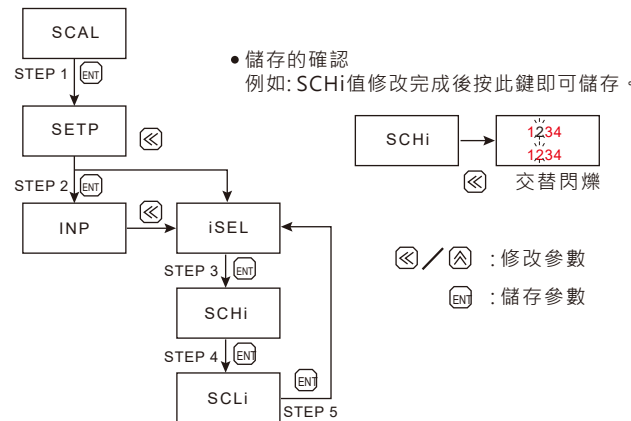 SCAL
STEP 1 ENT
SETP
STEP 2 ENT
INP
iSEL
STEP 3 ENT
SCHi
STEP 4 ENT
SCLi
ENT
STEP 5
•儲存的確認
例如: SCHi值修改完成後按此鍵即可儲存。
SCHi
1234
1234
交替閃爍
/ :修改參數
ENT :儲存參數